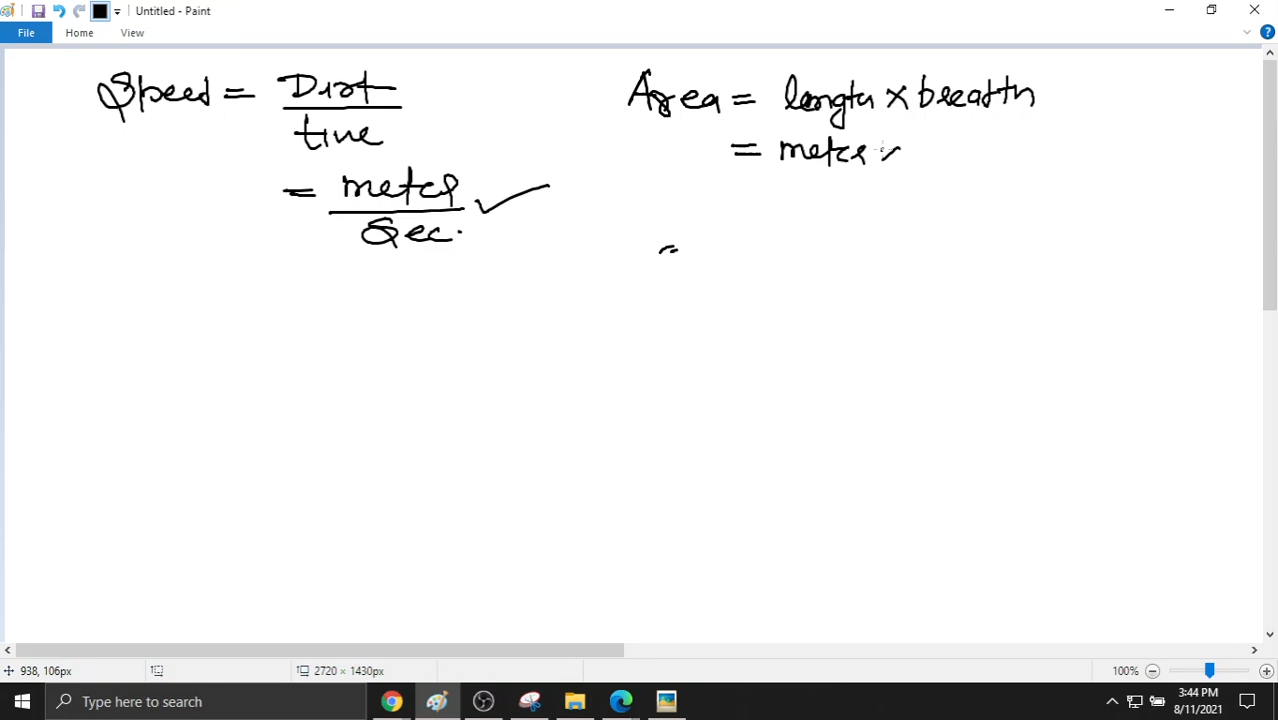 Untitled - Paint
File Home View
Speed = Dist
time
= meter
Sec.
Area = length × breadth
= meter ×
=
938, 106px
2720 × 1430px
100%
Type here to search
3:44 PM
8/11/2021